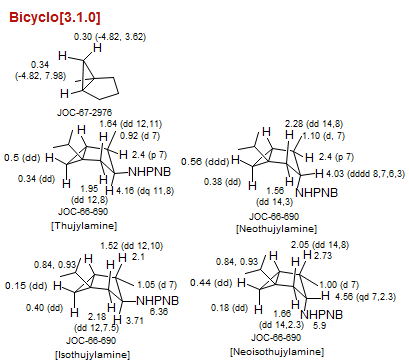 Bicyclo[3.1.0]
0.30 (-4.82, 3.62)
H
H
0.34
(-4.82, 7.98)
H
JOC-67-2976
1.64 (dd 12,11)
H
H
0.92 (d 7)
0.5 (dd)
H
H
2.4 (p 7)
NHPNB
0.34 (dd)
H
1.95
(dd 12,8)
H
H
4.16 (dq 11,8)
JOC-66-690
[Thujylamine]
2.28 (dd 14,8)
H
H
1.10 (d, 7)
0.56 (ddd)
H
H
2.4 (p 7)
H
4.03 (dddd 8,7,6,3)
0.38 (dd)
H
1.56
(dd 14,3)
H
NHPNB
JOC-66-690
[Neothujylamine]
1.52 (dd 12,10)
0.84, 0.93
H
H
H
2.1
0.15 (dd)
H
1.05 (d 7)
NHPNB
6.36
0.40 (dd)
H
2.18
(dd 12,7.5)
H
H
3.71
JOC-66-690
[Isothujylamine]
2.05 (dd 14,8)
0.84, 0.93
H
H
H
2.73
0.44 (dd)
H
1.00 (d 7)
H
4.56 (qd 7,2.3)
0.18 (dd)
H
1.66
(dd 14,2.3)
H
NHPNB
5.9
JOC-66-690
[Neoisothujylamine]